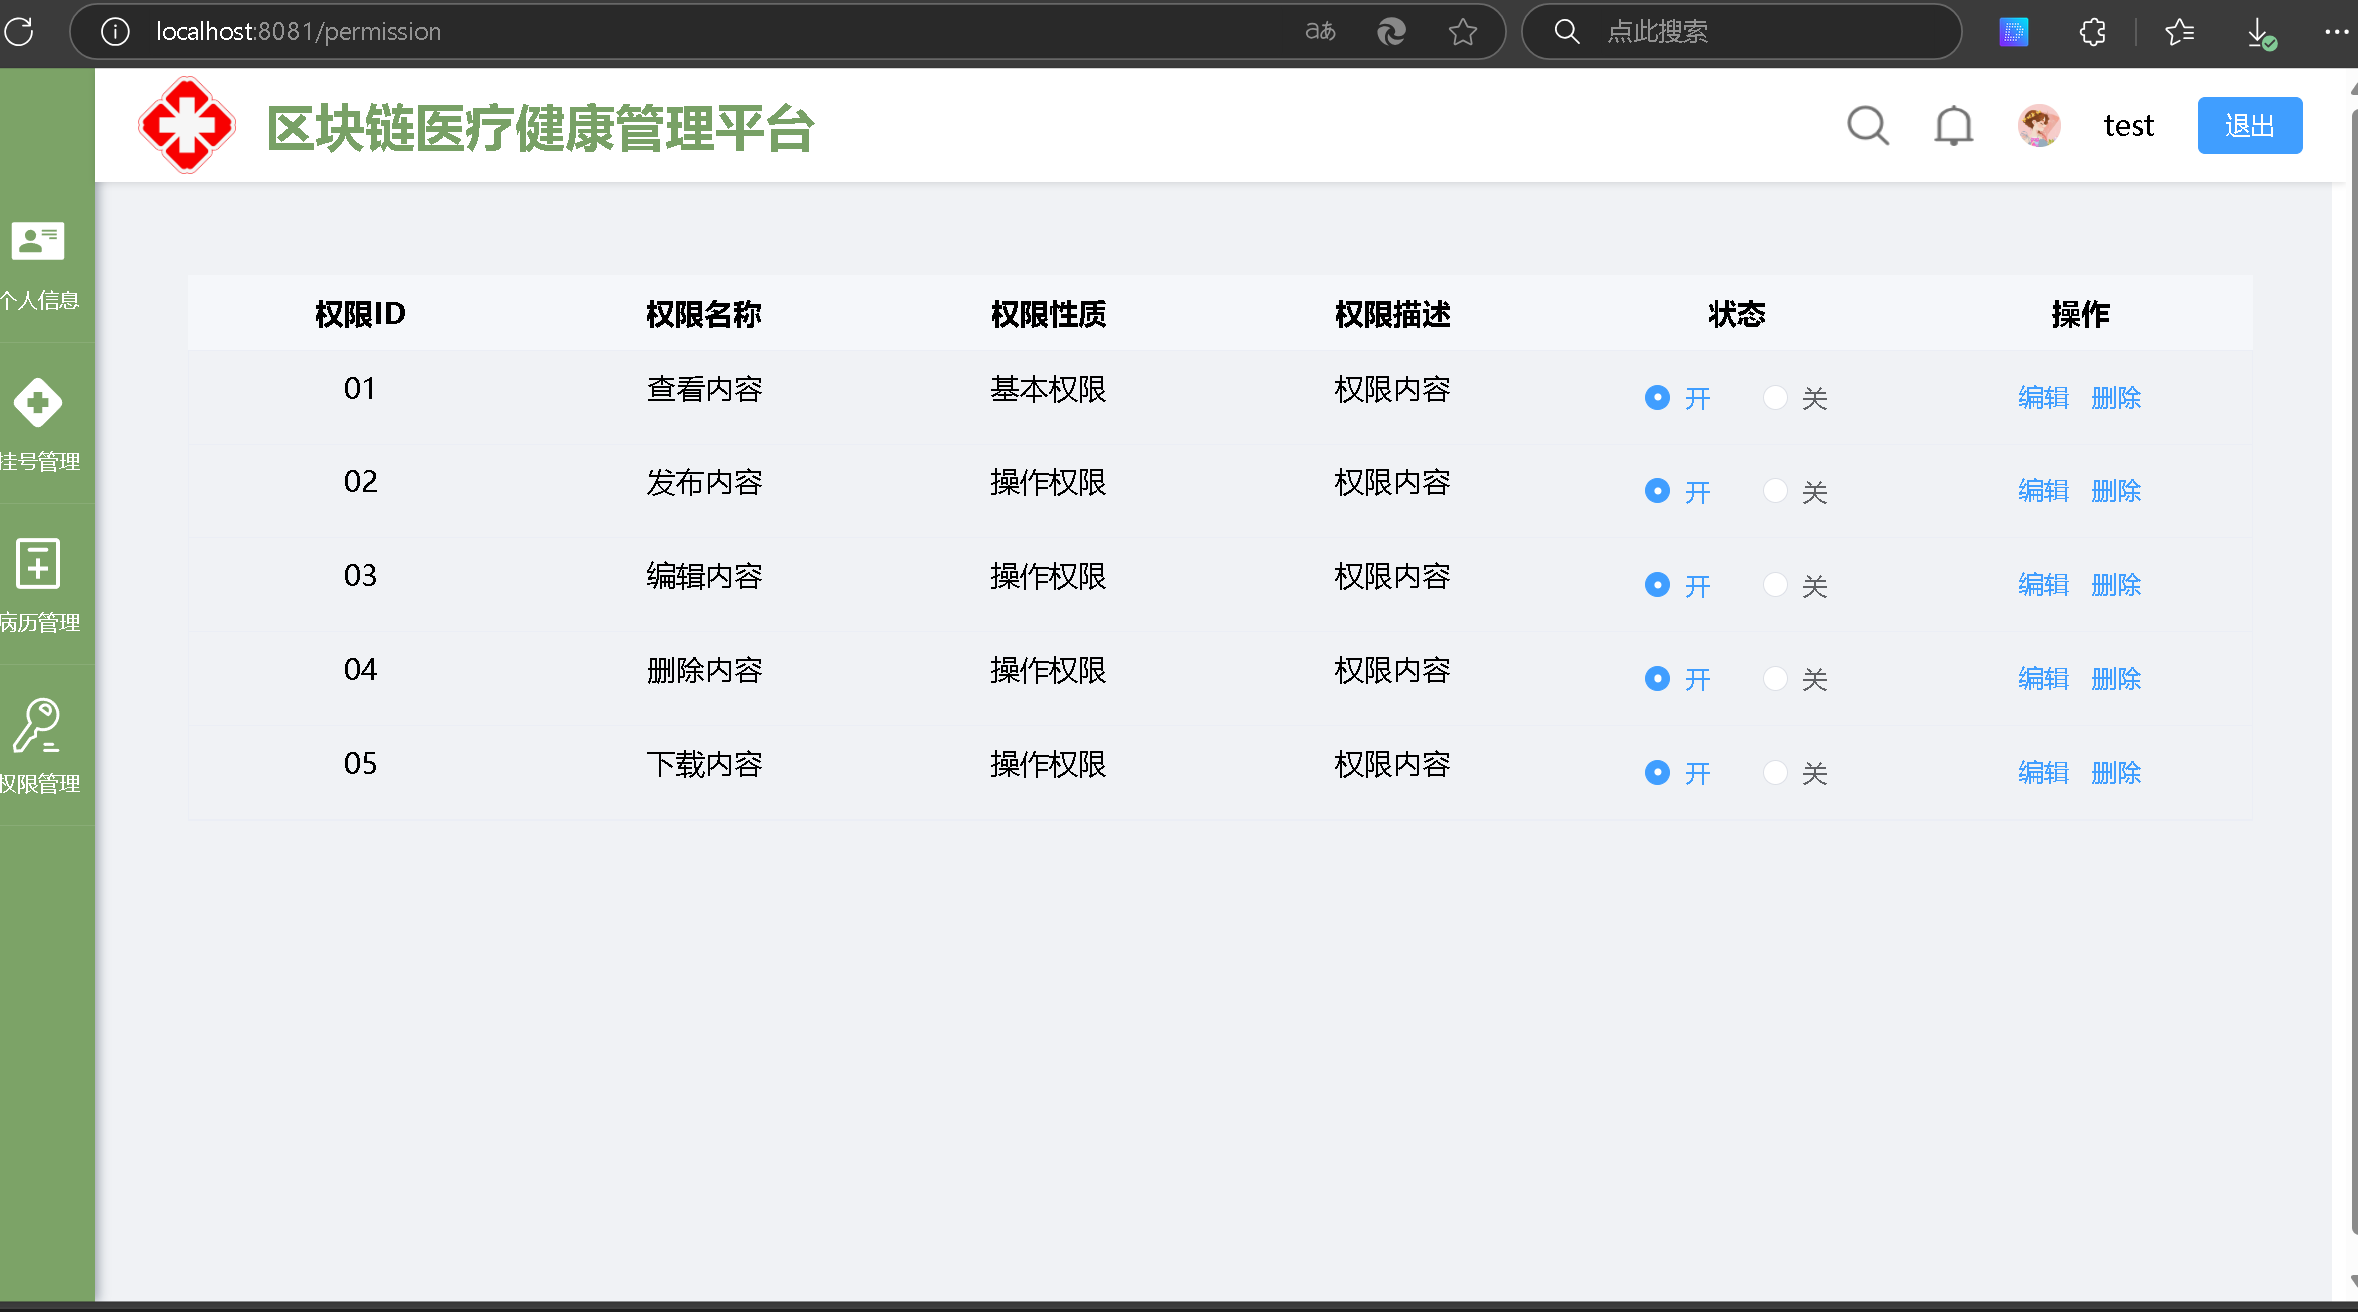 localhost:8081/permission
aあ
点此搜索
区块链医疗健康管理平台
test
退出
个人信息
挂号管理
病历管理
权限管理
权限ID 权限名称 权限性质 权限描述 状态 操作
01 查看内容 基本权限 权限内容 开 关 编辑 删除
02 发布内容 操作权限 权限内容 开 关 编辑 删除
03 编辑内容 操作权限 权限内容 开 关 编辑 删除
04 删除内容 操作权限 权限内容 开 关 编辑 删除
05 下载内容 操作权限 权限内容 开 关 编辑 删除